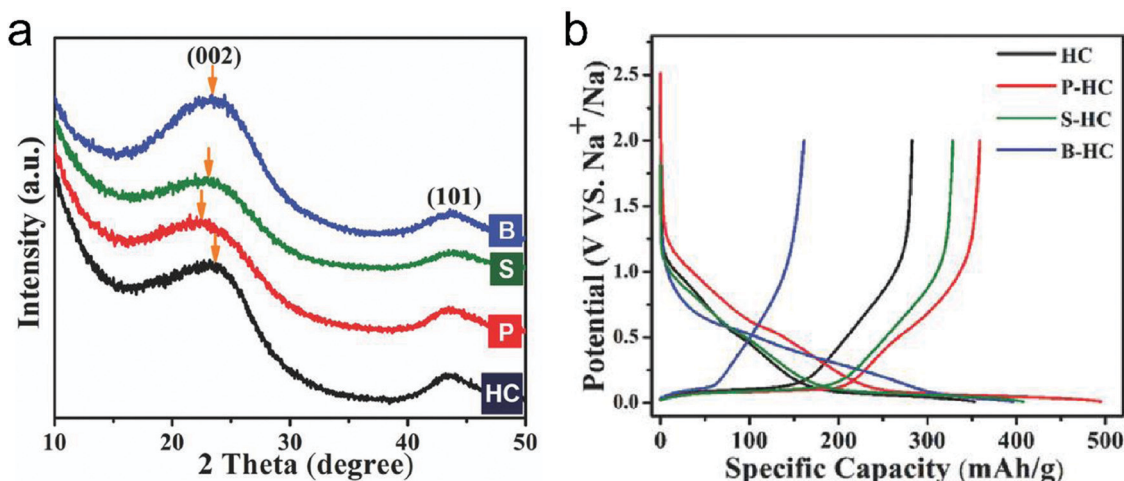 a
(002)
(101)
B
S
P
HC
Intensity (a.u.)
10 20 30 40 50
2 Theta (degree)
b
HC
P-HC
S-HC
B-HC
2.5
2.0
1.5
1.0
0.5
0.0
Potential (V VS. Na⁺/Na)
0 100 200 300 400 500
Specific Capacity (mAh/g)